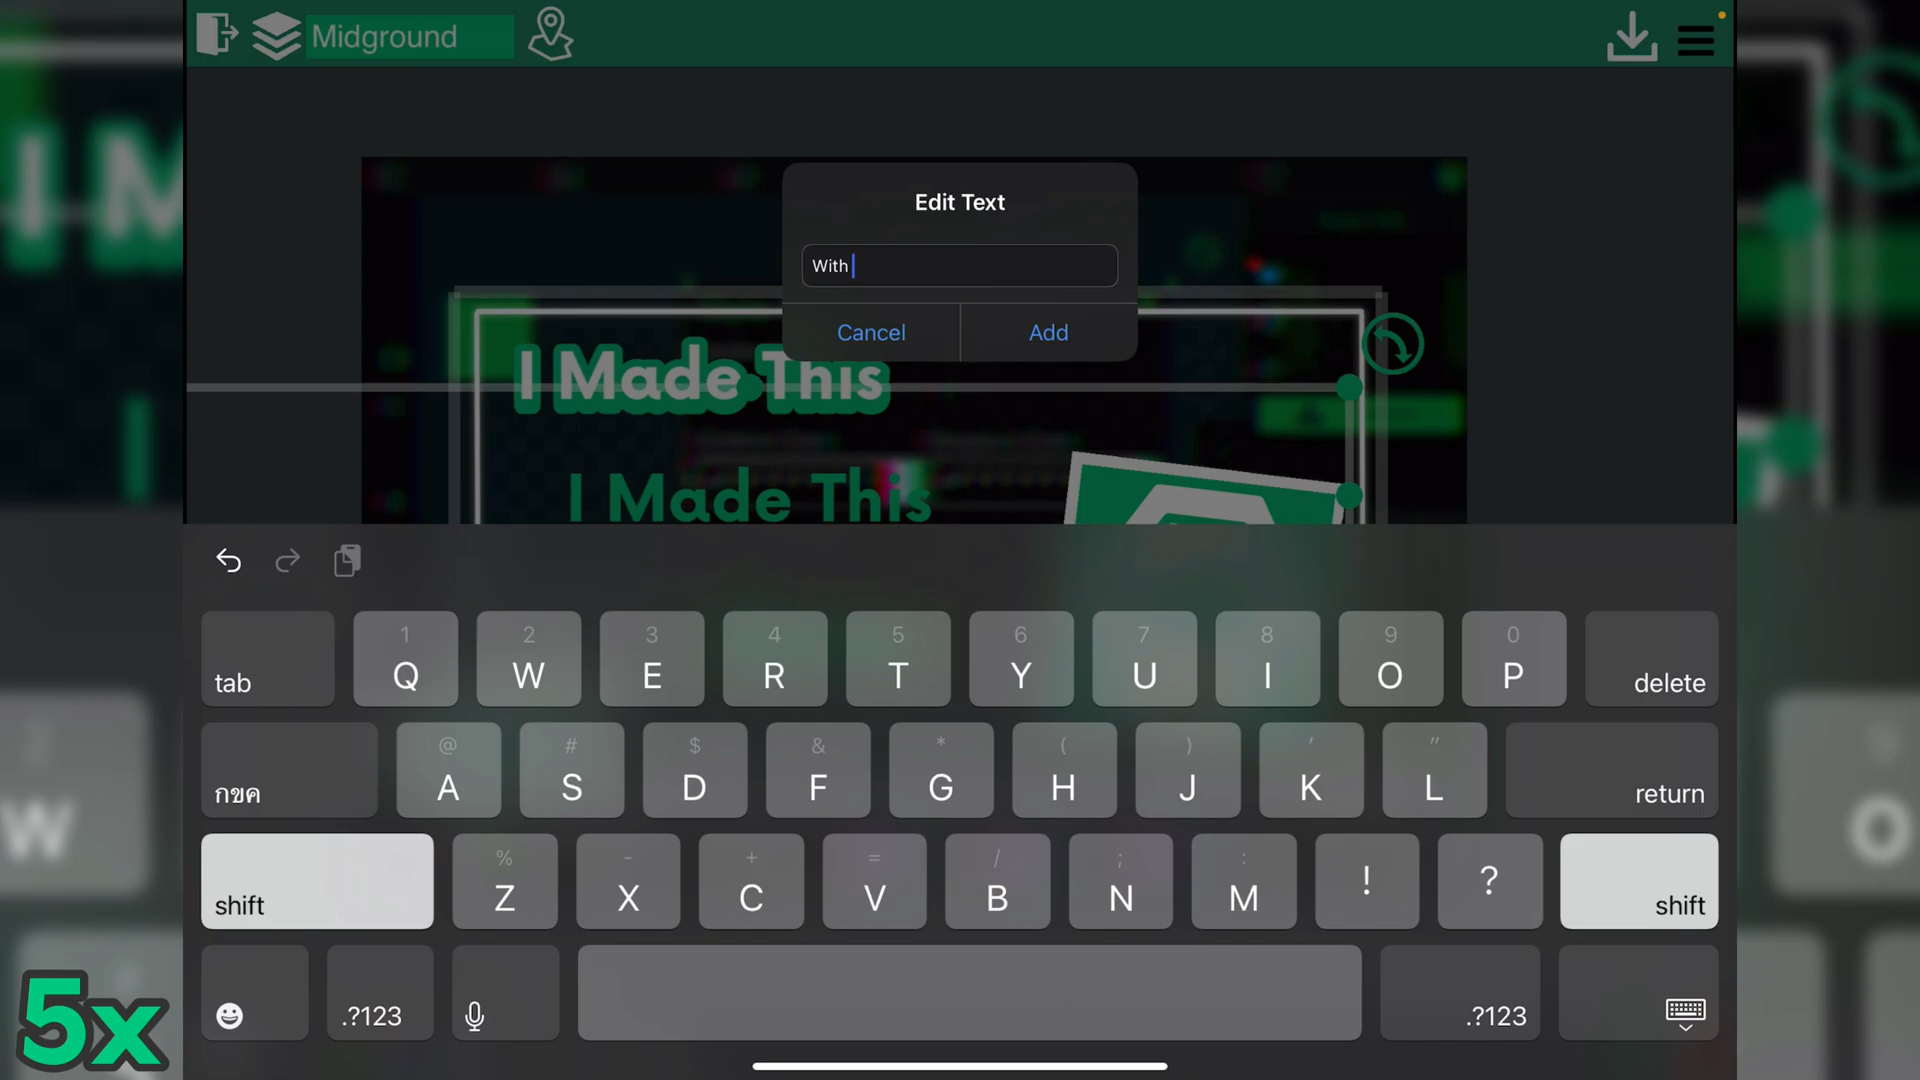 Midground
Edit Text
With
Cancel
Add
I Made This
I Made This
1 2 3 4 5 6 7 8 9 0
tab Q W E R T Y U I O P delete
@ # $ & * ( ) ' "
กขค A S D F G H J K L return
% - + = / ; :
shift Z X C V B N M ! ? shift
.?123 .?123
5x